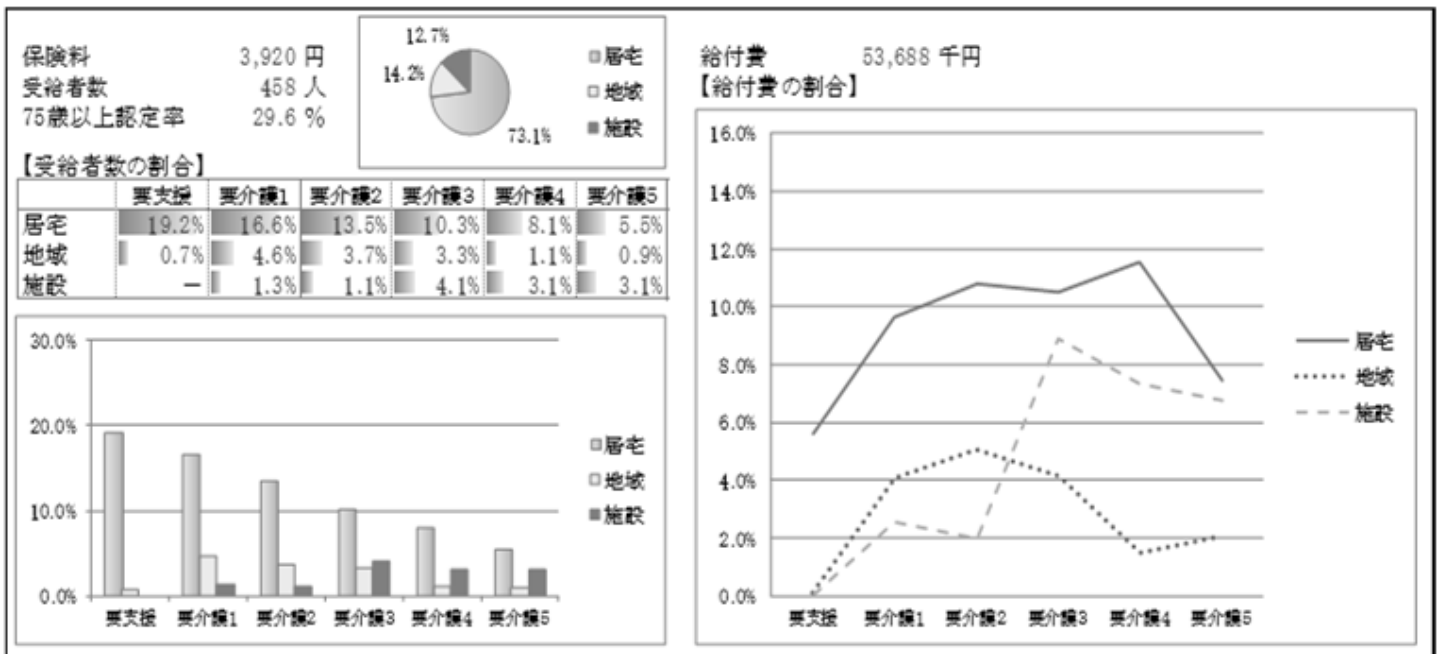 保険料 3,920 円
受給者数 458 人
75歳以上認定率 29.6 %
12.7%
14.2%
73.1%
居宅
地域
施設
【受給者数の割合】
要支援 要介護1 要介護2 要介護3 要介護4 要介護5
居宅 19.2% 16.6% 13.5% 10.3% 8.1% 5.5%
地域 0.7% 4.6% 3.7% 3.3% 1.1% 0.9%
施設 － 1.3% 1.1% 4.1% 3.1% 3.1%
30.0%
20.0%
10.0%
0.0%
要支援 要介護1 要介護2 要介護3 要介護4 要介護5
居宅
地域
施設
給付費 53,688 千円
【給付費の割合】
16.0%
14.0%
12.0%
10.0%
8.0%
6.0%
4.0%
2.0%
0.0%
要支援 要介護1 要介護2 要介護3 要介護4 要介護5
居宅
地域
施設